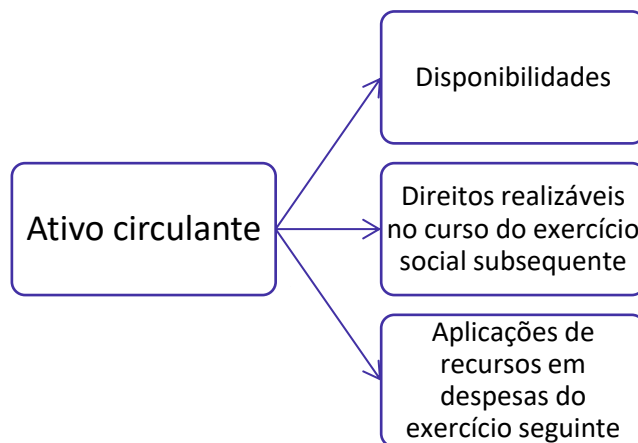 Ativo circulante
Disponibilidades
Direitos realizáveis
no curso do exercício
social subsequente
Aplicações de
recursos em
despesas do
exercício seguinte